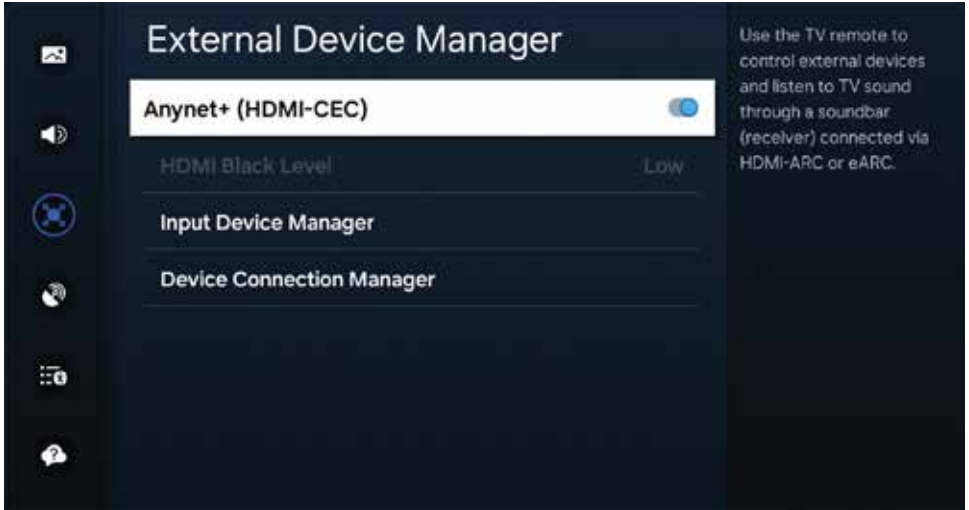 External Device Manager
Anynet+ (HDMI-CEC)
HDMI Black Level Low
Input Device Manager
Device Connection Manager
Use the TV remote to
control external devices
and listen to TV sound
through a soundbar
(receiver) connected via
HDMI-ARC or eARC.